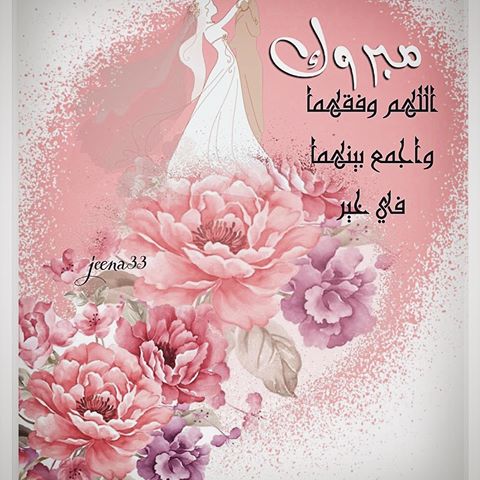 مبروك
اللهم وفقهما
واجمع بينهما
في خير
jeena33